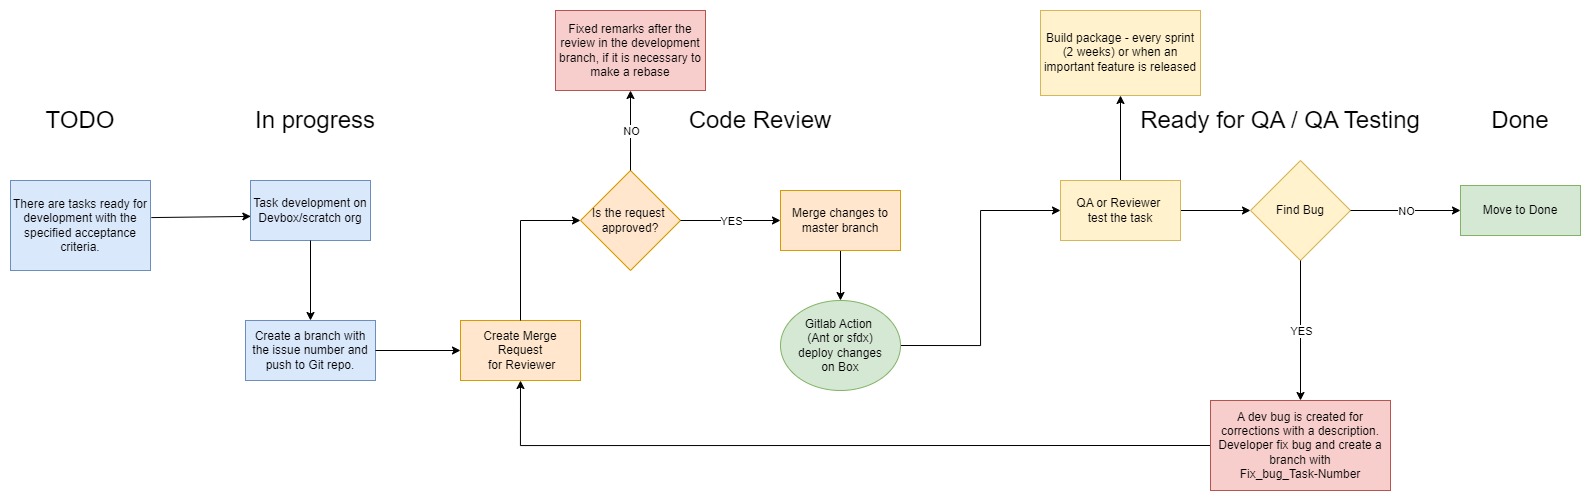 Fixed remarks after the
review in the development
branch, if it is necessary to
make a rebase
Build package - every sprint
(2 weeks) or when an
important feature is released
TODO
In progress
NO
Code Review
Ready for QA / QA Testing
Done
There are tasks ready for
development with the
specified acceptance
criteria.
Task development on
Devbox/scratch org
Is the request
approved?
YES
Merge changes to
master branch
QA or Reviewer
test the task
Find Bug
NO
Move to Done
Create a branch with
the issue number and
push to Git repo.
Create Merge
Request
for Reviewer
Gitlab Action
(Ant or sfdx)
deploy changes
on Box
YES
A dev bug is created for
corrections with a description.
Developer fix bug and create a
branch with
Fix_bug_Task-Number